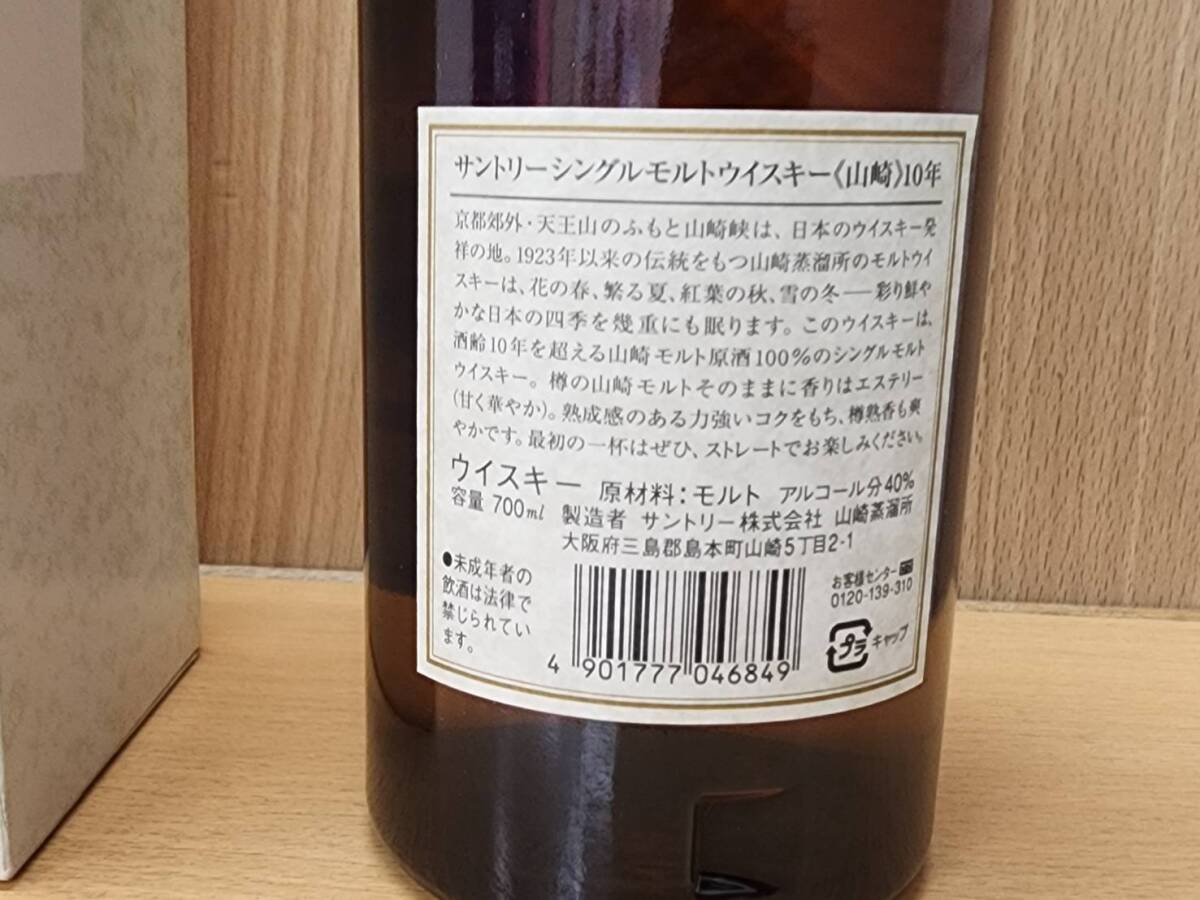 サントリーシングルモルトウイスキー《山崎》10年
京都郊外・天王山のふもと山崎峡は、日本のウイスキー発
祥の地。1923年以来の伝統をもつ山崎蒸溜所のモルトウイ
スキーは、花の春、繁る夏、紅葉の秋、雪の冬―彩り鮮や
かな日本の四季を幾重にも眠ります。このウイスキーは、
酒齢10年を超える山崎モルト原酒100%のシングルモルト
ウイスキー。樽の山崎モルトそのままに香りはエステリー
(甘く華やか)。熟成感のある力強いコクをもち、樽熟香も爽
やかです。最初の一杯はぜひ、ストレートでお楽しみください。
ウイスキー 原材料:モルト アルコール分40%
容量 700ml 製造者 サントリー株式会社 山崎蒸溜所
大阪府三島郡島本町山崎5丁目2-1
●未成年者の
飲酒は法律で
禁じられてい
ます。
お客様センター
0120-139-310
プラ キャップ
4 901777 046849